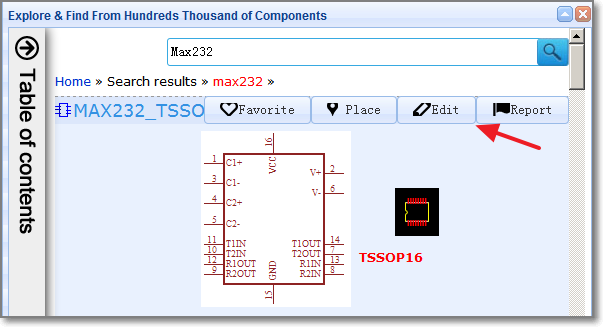 Explore & Find From Hundreds Thousand of Components
Table of contents
Max232
Home » Search results » max232 »
MAX232_TSSO
Favorite
Place
Edit
Report
16
VCC
1 C1+
3 C1-
4 C2+
5 C2-
11 T1IN
10 T2IN
12 R1OUT
9 R2OUT
V+ 2
V- 6
T1OUT 14
T2OUT 7
R1IN 13
R2IN 8
GND
15
TSSOP16